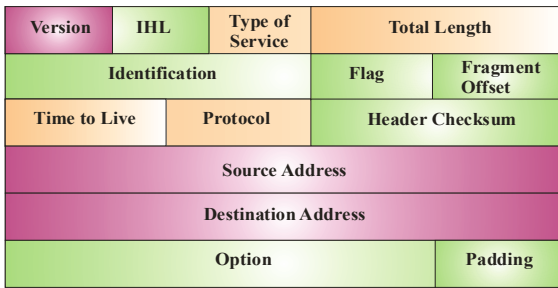 Version IHL Type of Service Total Length
Identification Flag Fragment Offset
Time to Live Protocol Header Checksum
Source Address
Destination Address
Option Padding